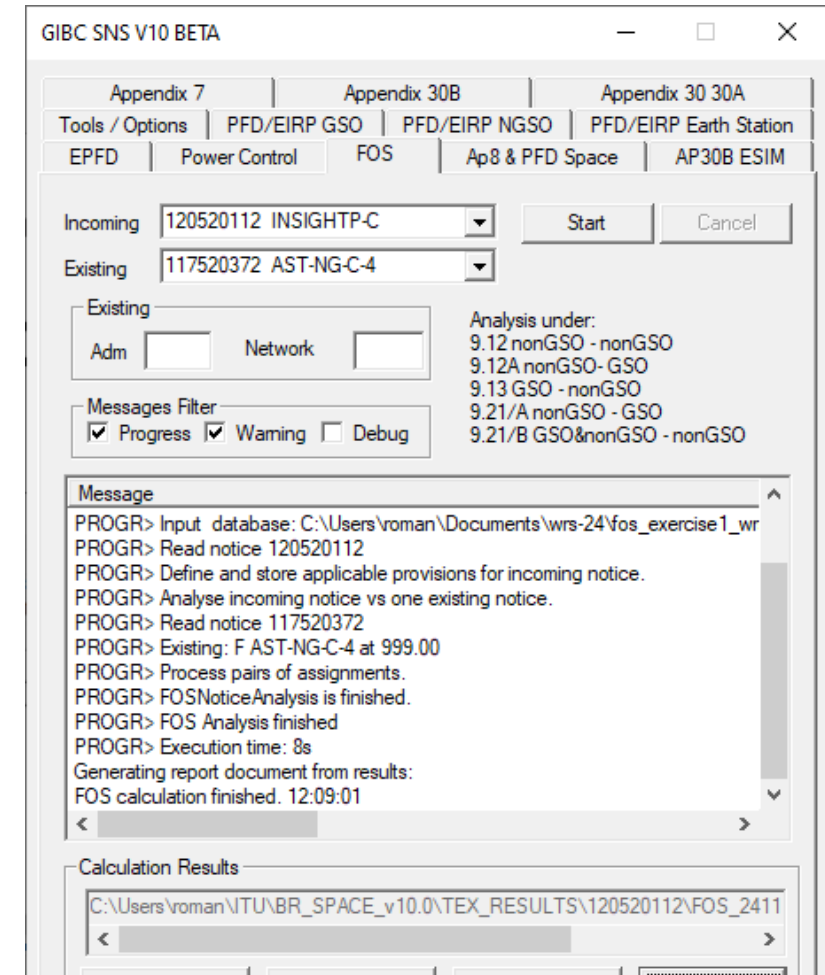 GIBC SNS V10 BETA
Appendix 7 Appendix 30B Appendix 30 30A
Tools / Options PFD/EIRP GSO PFD/EIRP NGSO PFD/EIRP Earth Station
EPFD Power Control FOS Ap8 & PFD Space AP30B ESIM
Incoming 120520112 INSIGHTP-C Start Cancel
Existing 117520372 AST-NG-C-4
Existing
Adm Network
Messages Filter
Progress Warning Debug
Analysis under:
9.12 nonGSO - nonGSO
9.12A nonGSO- GSO
9.13 GSO - nonGSO
9.21/A nonGSO - GSO
9.21/B GSO&nonGSO - nonGSO
Message
PROGR> Input database: C:\Users\roman\Documents\wrs-24\fos_exercise1_wr
PROGR> Read notice 120520112
PROGR> Define and store applicable provisions for incoming notice.
PROGR> Analyse incoming notice vs one existing notice.
PROGR> Read notice 117520372
PROGR> Existing: F AST-NG-C-4 at 999.00
PROGR> Process pairs of assignments.
PROGR> FOSNoticeAnalysis is finished.
PROGR> FOS Analysis finished
PROGR> Execution time: 8s
Generating report document from results:
FOS calculation finished. 12:09:01
Calculation Results
C:\Users\roman\ITU\BR_SPACE_v10.0\TEX_RESULTS\120520112\FOS_2411